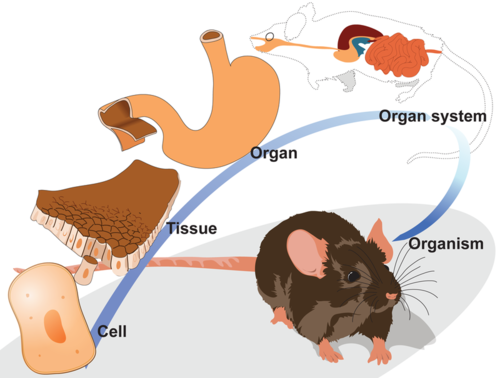 Organ system
Organ
Tissue
Organism
Cell